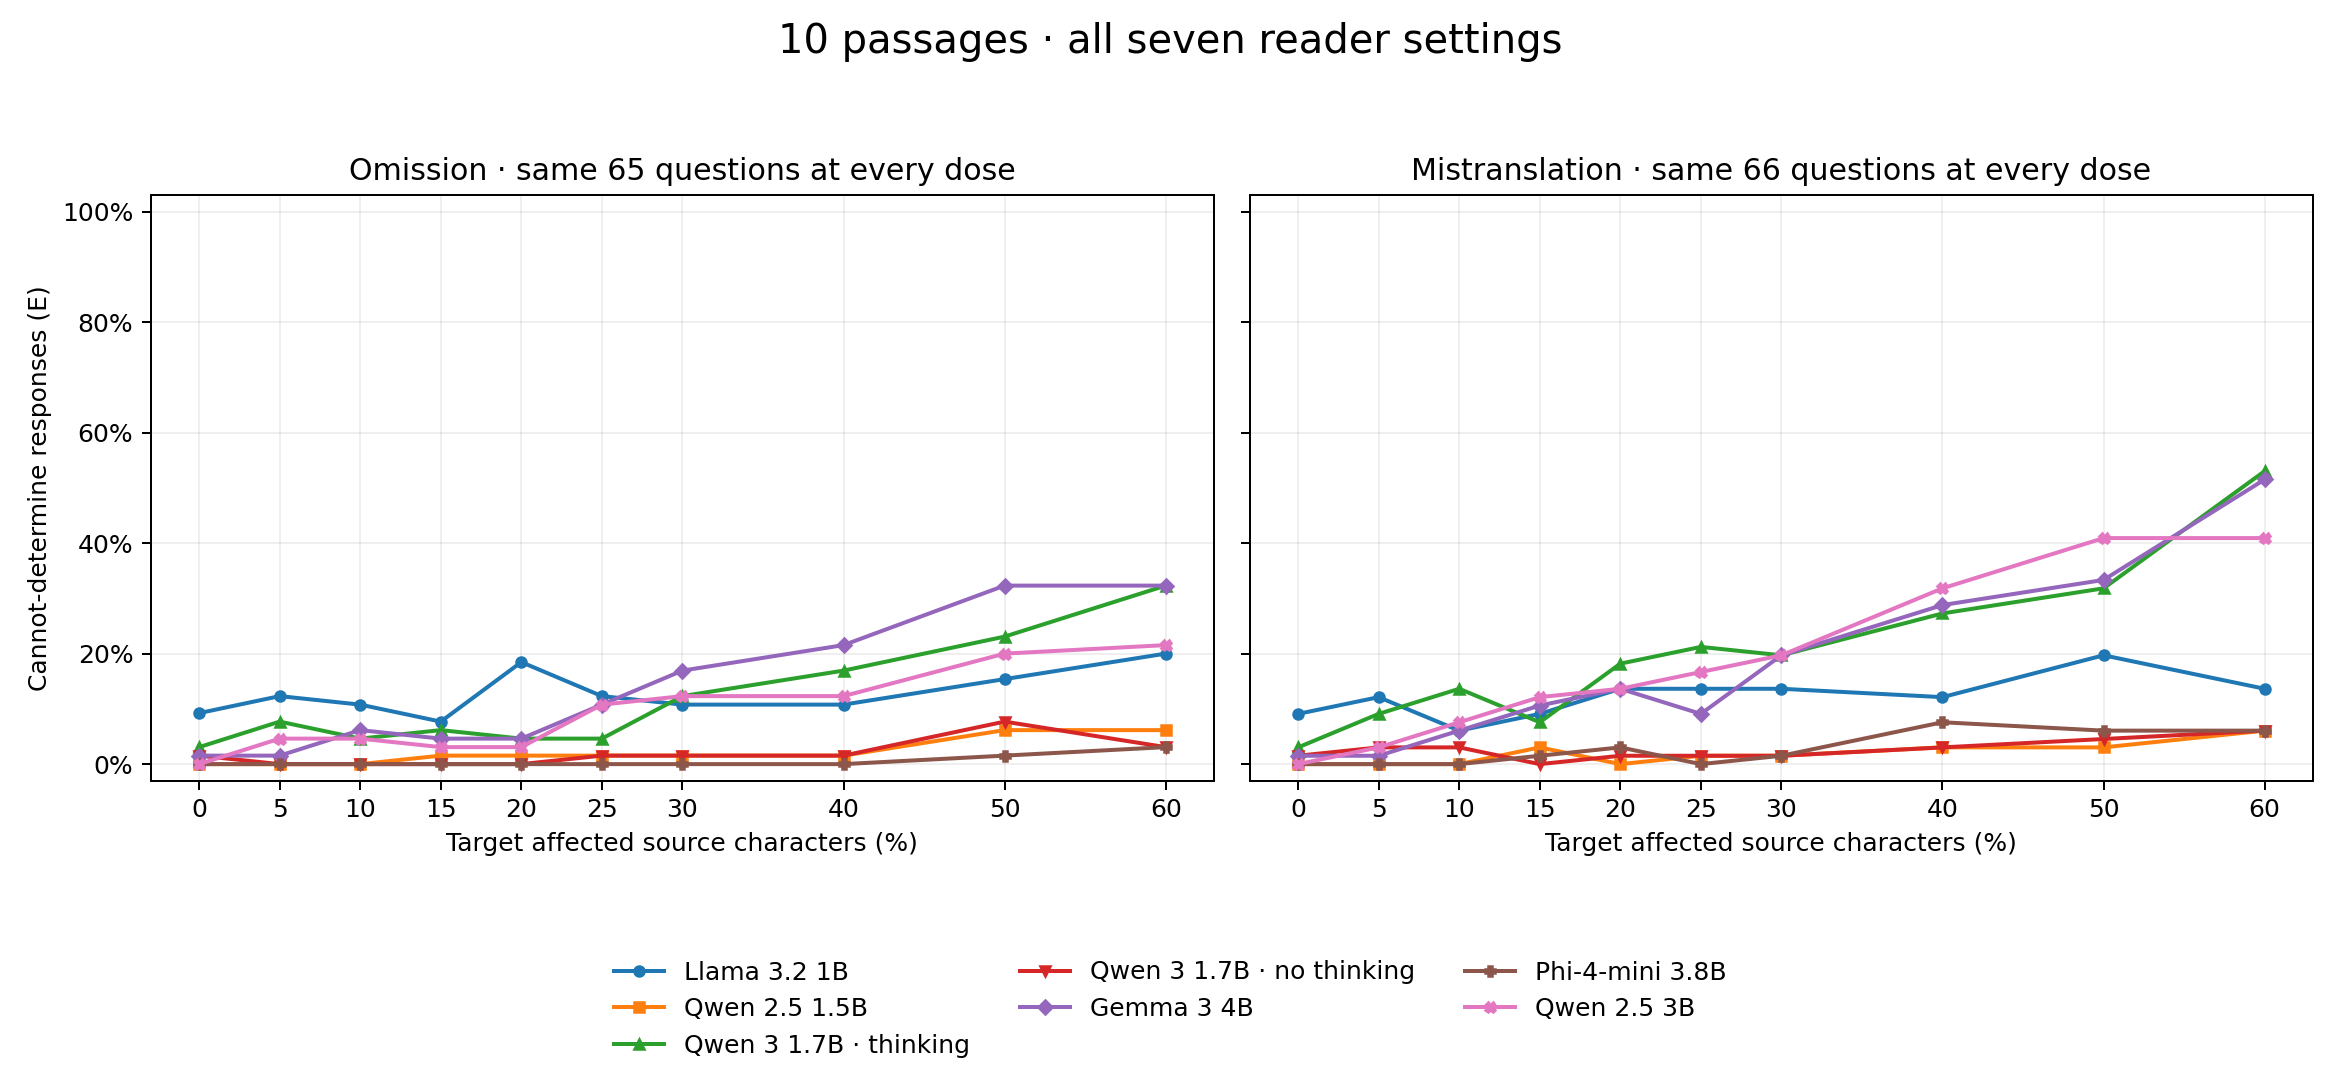 10 passages · all seven reader settings
Omission · same 65 questions at every dose
Mistranslation · same 66 questions at every dose
Cannot-determine responses (E)
100%
80%
60%
40%
20%
0%
0 5 10 15 20 25 30 40 50 60
0 5 10 15 20 25 30 40 50 60
Target affected source characters (%)
Target affected source characters (%)
Llama 3.2 1B
Qwen 2.5 1.5B
Qwen 3 1.7B · thinking
Qwen 3 1.7B · no thinking
Gemma 3 4B
Phi-4-mini 3.8B
Qwen 2.5 3B